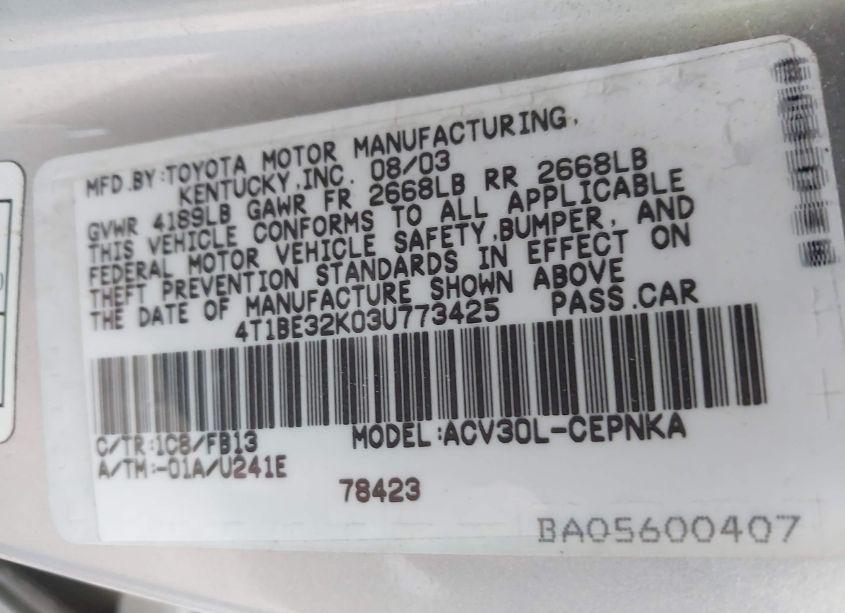 MFD.BY:TOYOTA MOTOR MANUFACTURING,
KENTUCKY,INC. 08/03
GVWR 4189LB GAWR FR 2668LB RR 2668LB
THIS VEHICLE CONFORMS TO ALL APPLICABLE
FEDERAL MOTOR VEHICLE SAFETY,BUMPER, AND
THEFT PREVENTION STANDARDS IN EFFECT ON
THE DATE OF MANUFACTURE SHOWN ABOVE
4T1BE32K03U773425 PASS.CAR
C/TR:1C8/FB13 MODEL:ACV30L-CEPNKA
A/TM:-01A/U241E
78423
BA05600407